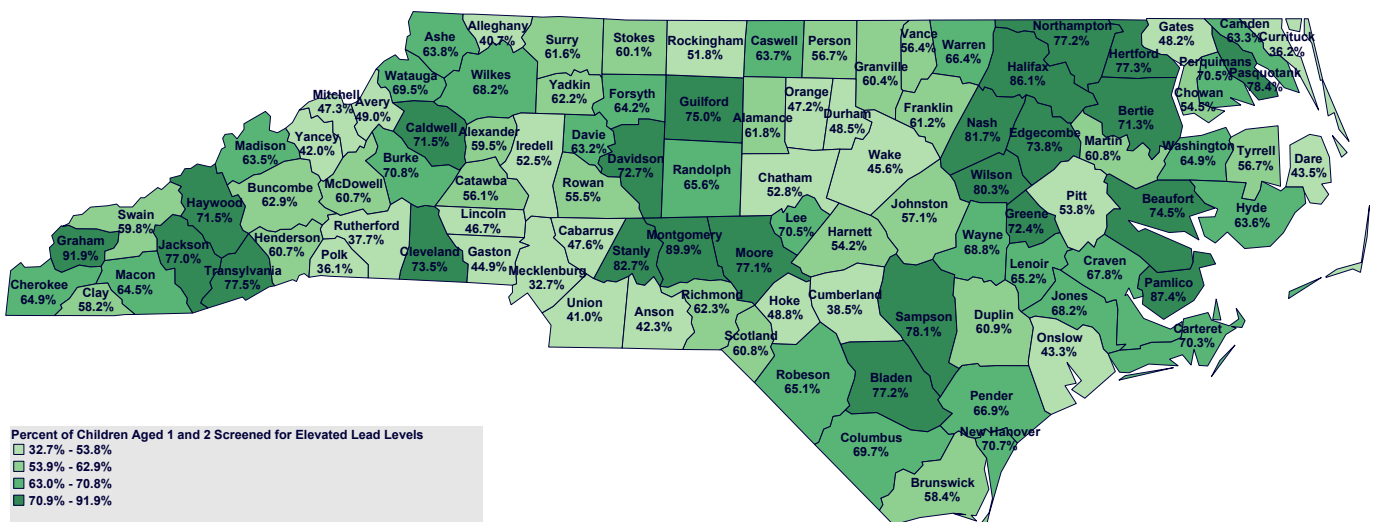 Alleghany
40.7%
Ashe
63.8%
Surry
61.6%
Stokes
60.1%
Rockingham
51.8%
Caswell
63.7%
Person
56.7%
Granville
60.4%
Vance
56.4%
Warren
66.4%
Northampton
77.2%
Halifax
86.1%
Hertford
77.3%
Gates
48.2%
Camden
63.3%
Currituck
36.2%
Perquimans
70.5%
Pasquotank
78.4%
Chowan
54.5%
Watauga
69.5%
Wilkes
68.2%
Yadkin
62.2%
Forsyth
64.2%
Guilford
75.0%
Alamance
61.8%
Orange
47.2%
Durham
48.5%
Franklin
61.2%
Nash
81.7%
Edgecombe
73.8%
Bertie
71.3%
Martin
60.8%
Washington
64.9%
Tyrrell
56.7%
Dare
43.5%
Mitchell
47.3%
Avery
49.0%
Caldwell
71.5%
Alexander
59.5%
Iredell
52.5%
Davie
63.2%
Davidson
72.7%
Randolph
65.6%
Chatham
52.8%
Wake
45.6%
Wilson
80.3%
Pitt
53.8%
Beaufort
74.5%
Hyde
63.6%
Madison
63.5%
Yancey
42.0%
Burke
70.8%
Catawba
56.1%
Rowan
55.5%
Johnston
57.1%
Greene
72.4%
Buncombe
62.9%
McDowell
60.7%
Haywood
71.5%
Swain
59.8%
Graham
91.9%
Jackson
77.0%
Henderson
60.7%
Rutherford
37.7%
Polk
36.1%
Cleveland
73.5%
Lincoln
46.7%
Gaston
44.9%
Mecklenburg
32.7%
Cabarrus
47.6%
Stanly
82.7%
Montgomery
89.9%
Moore
77.1%
Lee
70.5%
Harnett
54.2%
Wayne
68.8%
Lenoir
65.2%
Craven
67.8%
Pamlico
87.4%
Cherokee
64.9%
Macon
64.5%
Clay
58.2%
Transylvania
77.5%
Union
41.0%
Anson
42.3%
Richmond
62.3%
Scotland
60.8%
Hoke
48.8%
Cumberland
38.5%
Sampson
78.1%
Duplin
60.9%
Jones
68.2%
Onslow
43.3%
Carteret
70.3%
Robeson
65.1%
Bladen
77.2%
Pender
66.9%
Columbus
69.7%
New Hanover
70.7%
Brunswick
58.4%
Percent of Children Aged 1 and 2 Screened for Elevated Lead Levels
32.7% - 53.8%
53.9% - 62.9%
63.0% - 70.8%
70.9% - 91.9%